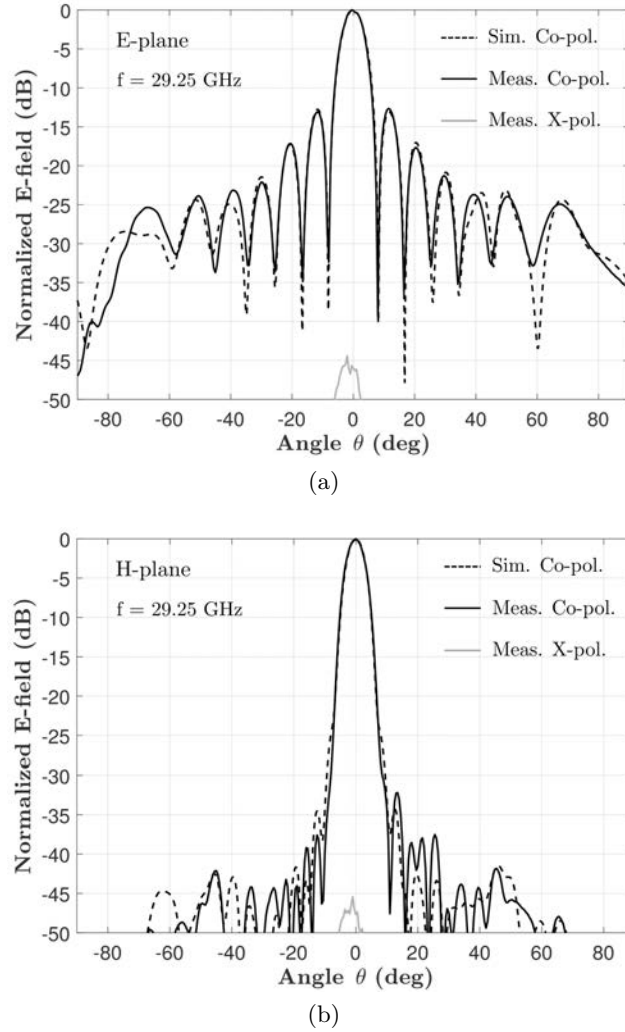 E-plane
f = 29.25 GHz
Sim. Co-pol.
Meas. Co-pol.
Meas. X-pol.
Normalized E-field (dB)
0
-5
-10
-15
-20
-25
-30
-35
-40
-45
-50
-80 -60 -40 -20 0 20 40 60 80
Angle θ (deg)
(a)
H-plane
f = 29.25 GHz
Sim. Co-pol.
Meas. Co-pol.
Meas. X-pol.
Normalized E-field (dB)
0
-5
-10
-15
-20
-25
-30
-35
-40
-45
-50
-80 -60 -40 -20 0 20 40 60 80
Angle θ (deg)
(b)